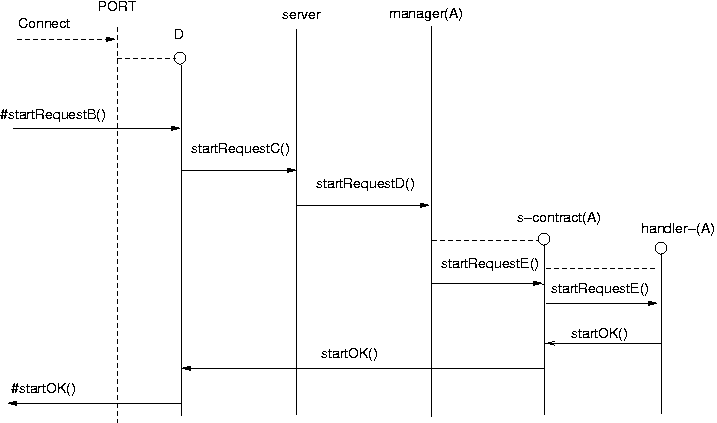 PORT
Connect
D
server
manager(A)
#startRequestB()
startRequestC()
startRequestD()
s-contract(A)
handler-(A)
startRequestE()
startRequestE()
startOK()
startOK()
#startOK()